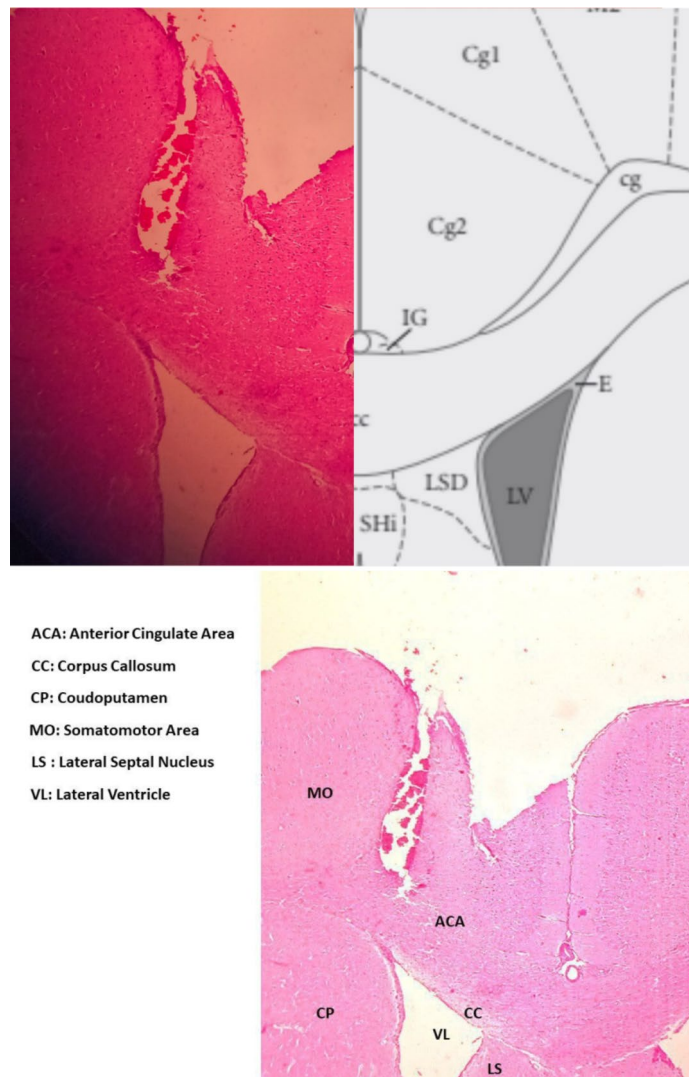 M2
Cg1
cg
Cg2
IG
E
cc
LSD
LV
SHi
ACA: Anterior Cingulate Area
CC: Corpus Callosum
CP: Coudoputamen
MO: Somatomotor Area
LS : Lateral Septal Nucleus
VL: Lateral Ventricle
MO
ACA
CP
CC
VL
LS